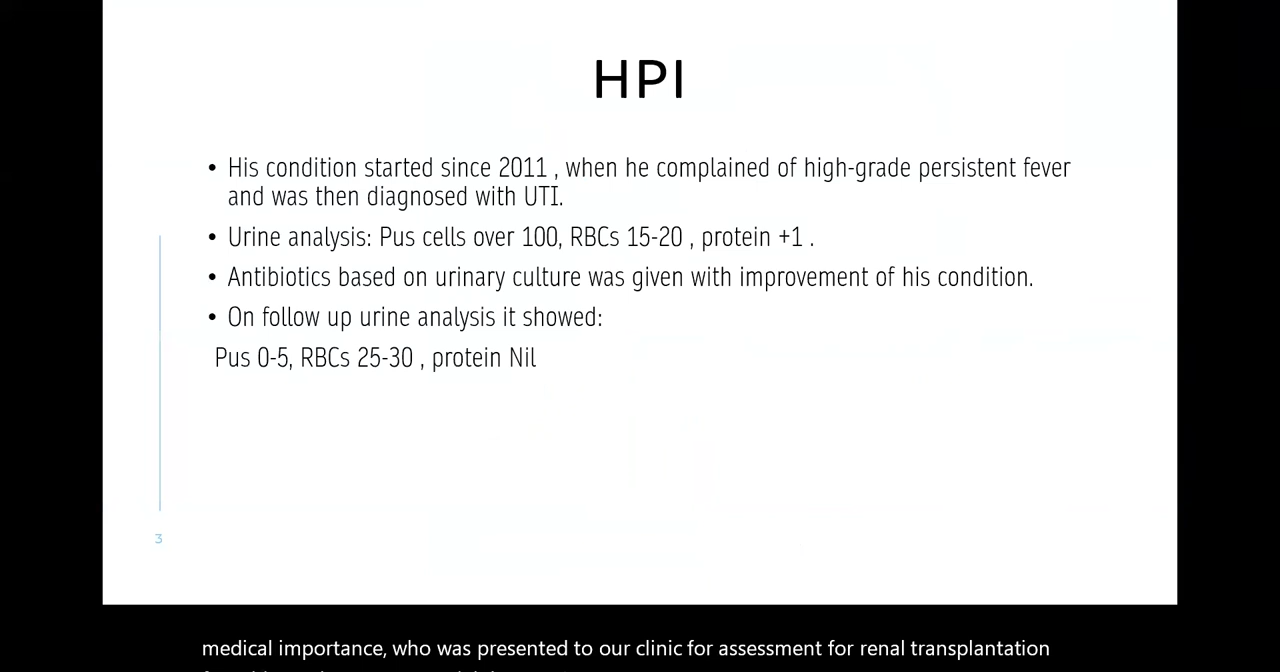 HPI
• His condition started since 2011 , when he complained of high-grade persistent fever
and was then diagnosed with UTI.
• Urine analysis: Pus cells over 100, RBCs 15-20 , protein +1 .
• Antibiotics based on urinary culture was given with improvement of his condition.
• On follow up urine analysis it showed:
Pus 0-5, RBCs 25-30 , protein Nil
3
medical importance, who was presented to our clinic for assessment for renal transplantation